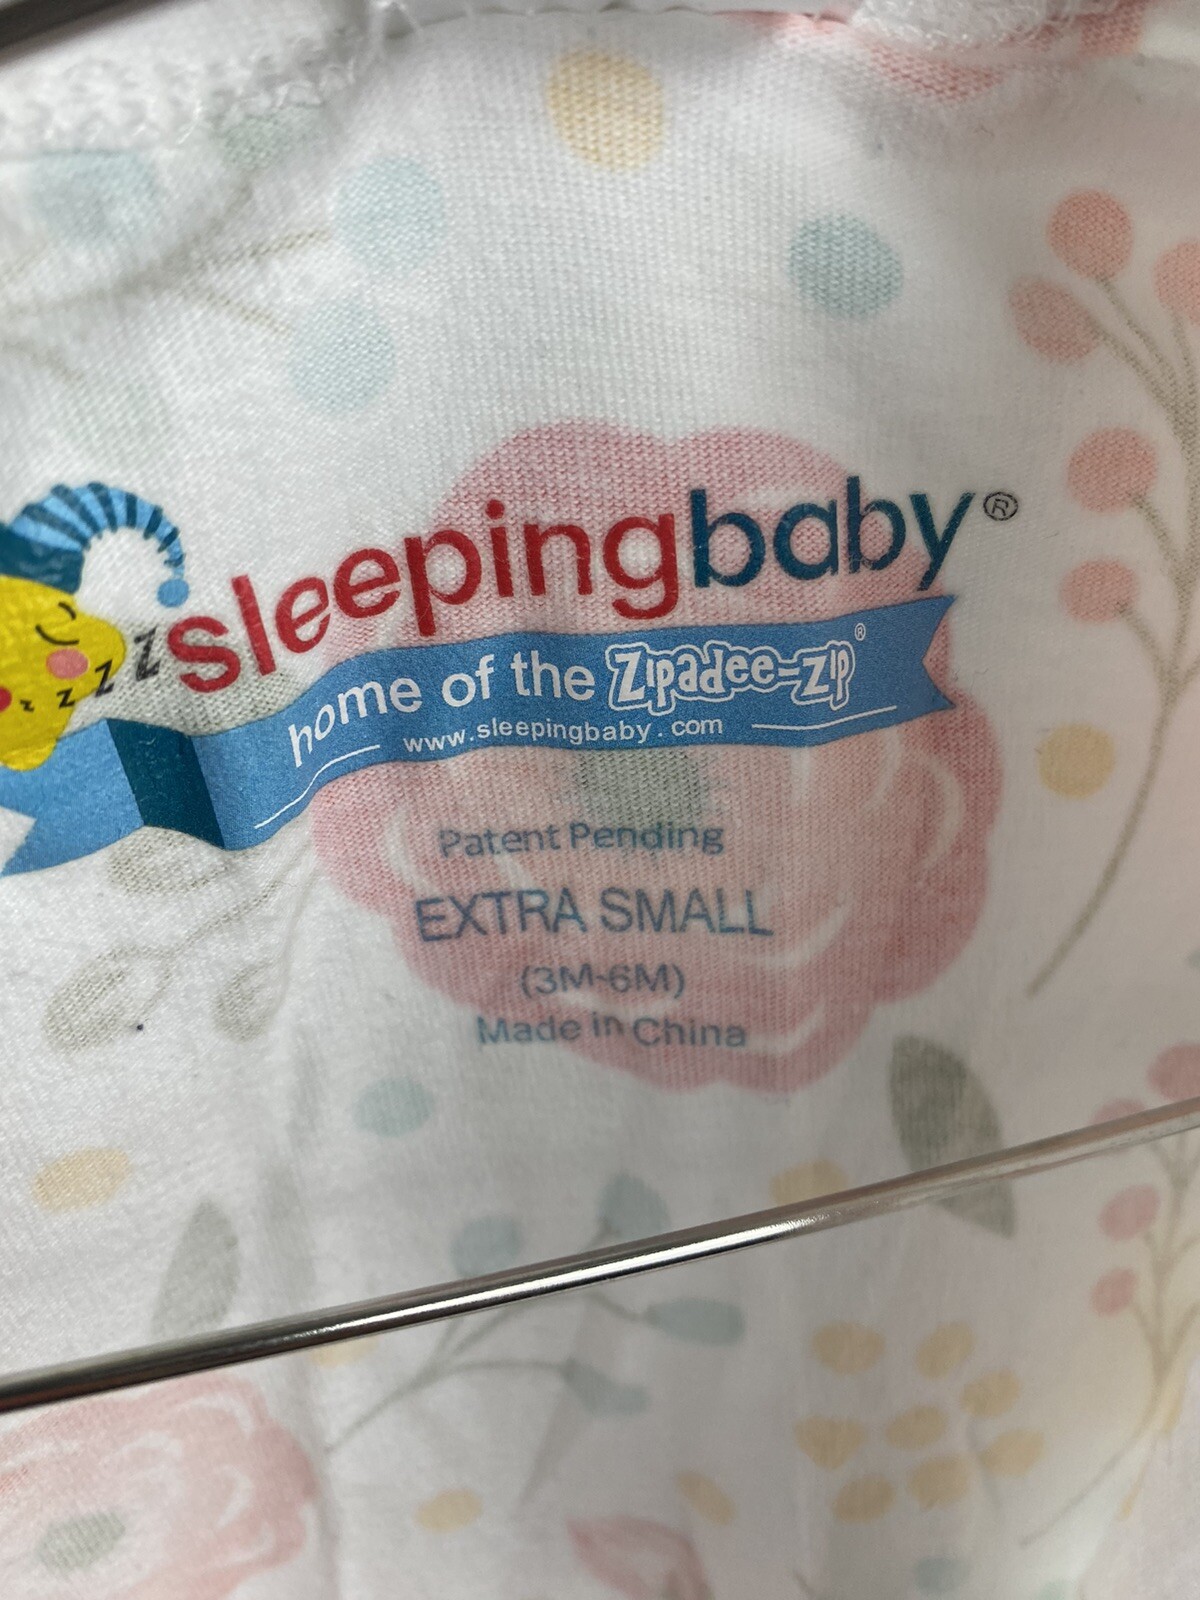 z z z z
sleepingbaby®
home of the Zipadee-Zip®
www.sleepingbaby.com
Patent Pending
EXTRA SMALL
(3M-6M)
Made in China